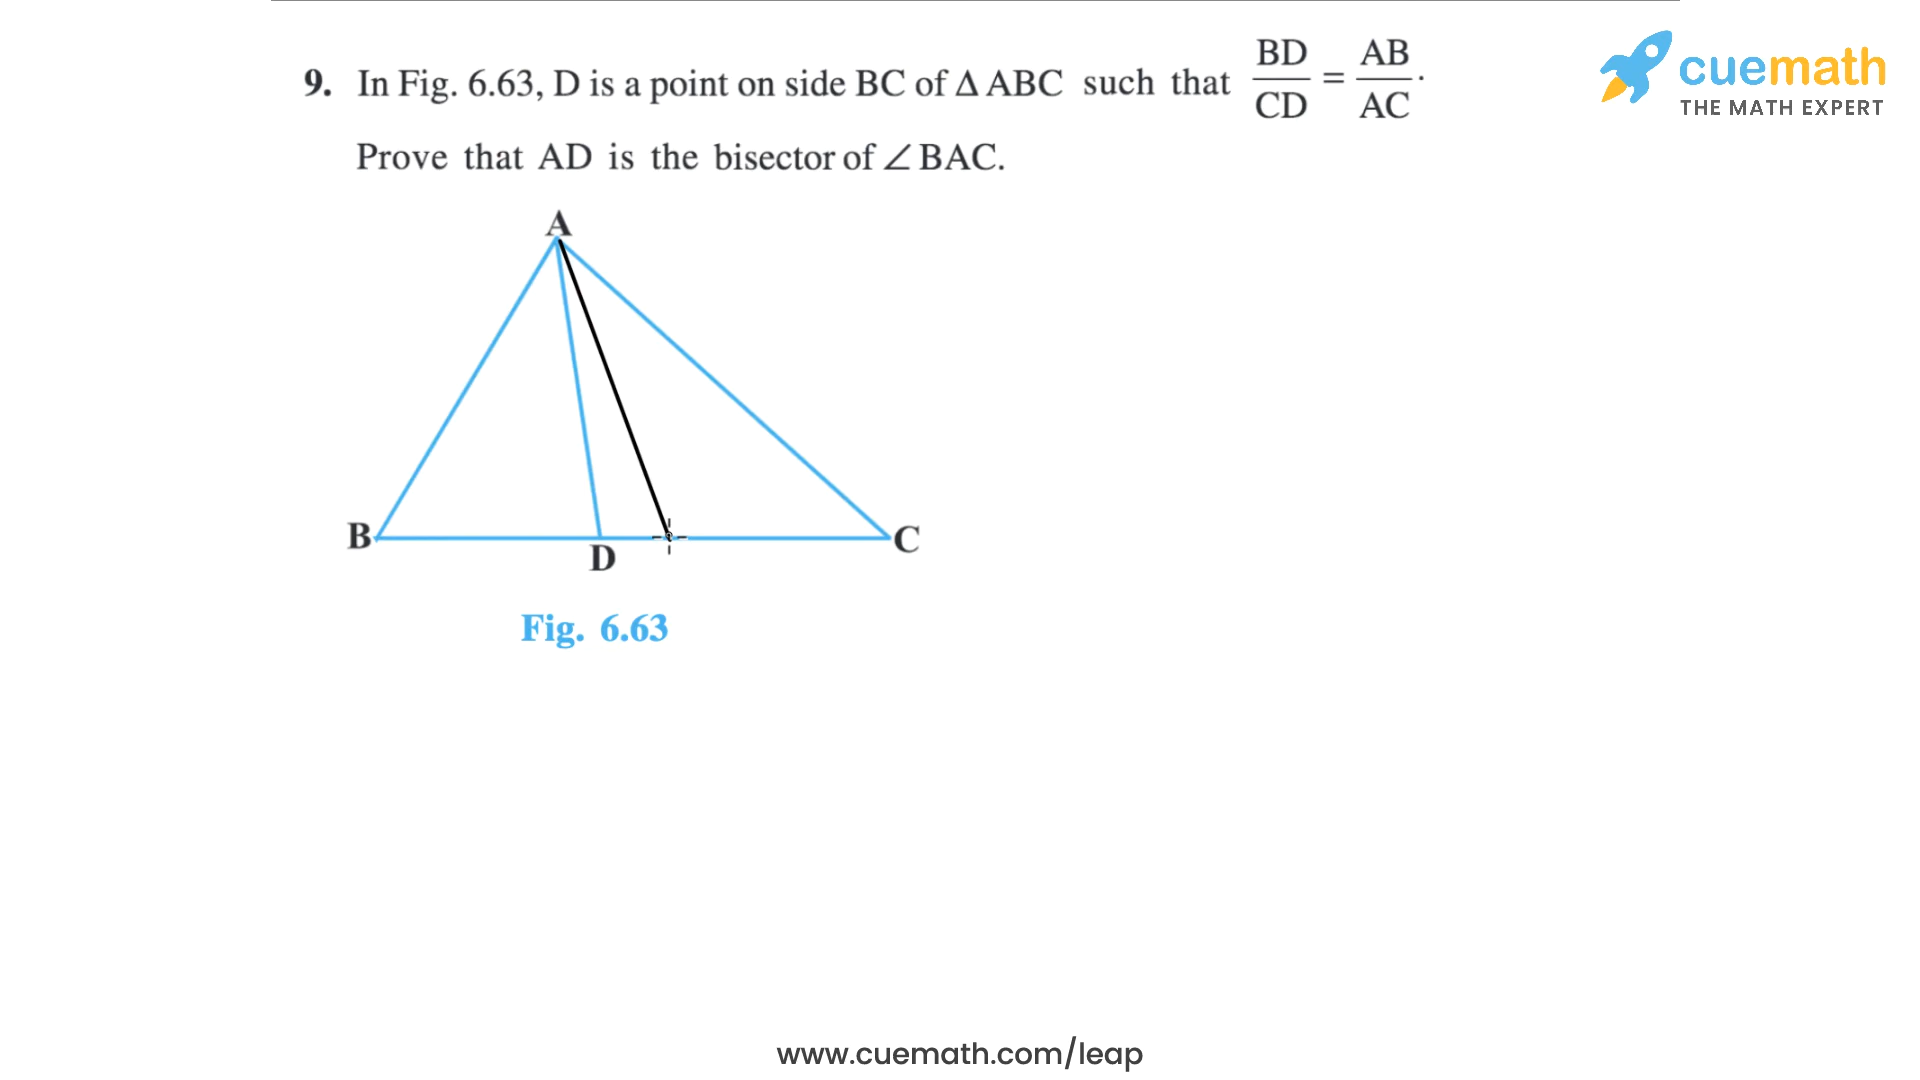 9. In Fig. 6.63, D is a point on side BC of Δ ABC such that BD/CD = AB/AC.
Prove that AD is the bisector of ∠ BAC.
cuemath
THE MATH EXPERT
A
B
D
C
Fig. 6.63
www.cuemath.com/leap